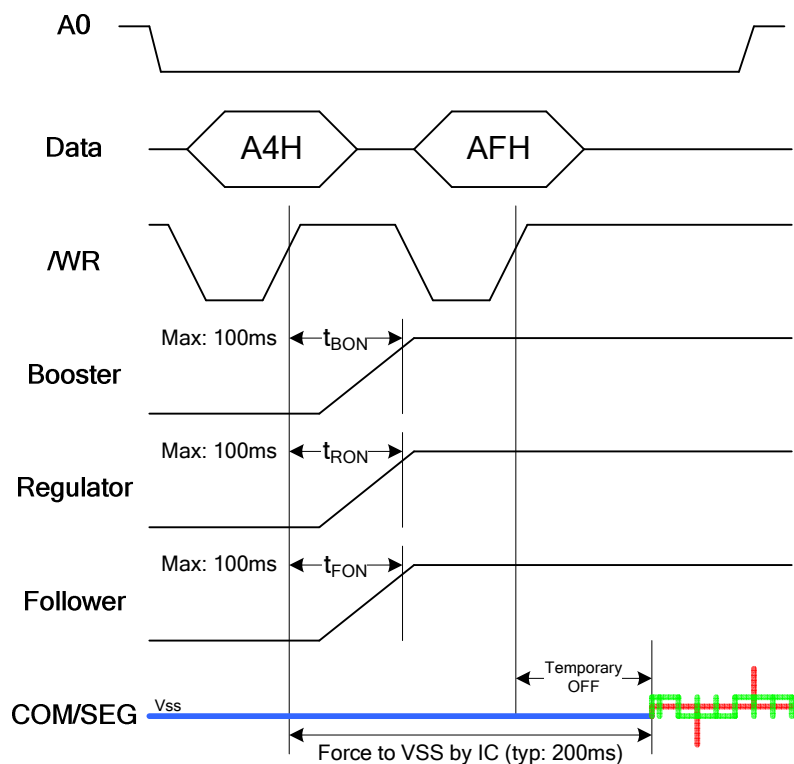 A0
Data
A4H
AFH
/WR
Max: 100ms
tBON
Booster
Max: 100ms
tRON
Regulator
Max: 100ms
tFON
Follower
Temporary
OFF
COM/SEG
Vss
Force to VSS by IC (typ: 200ms)